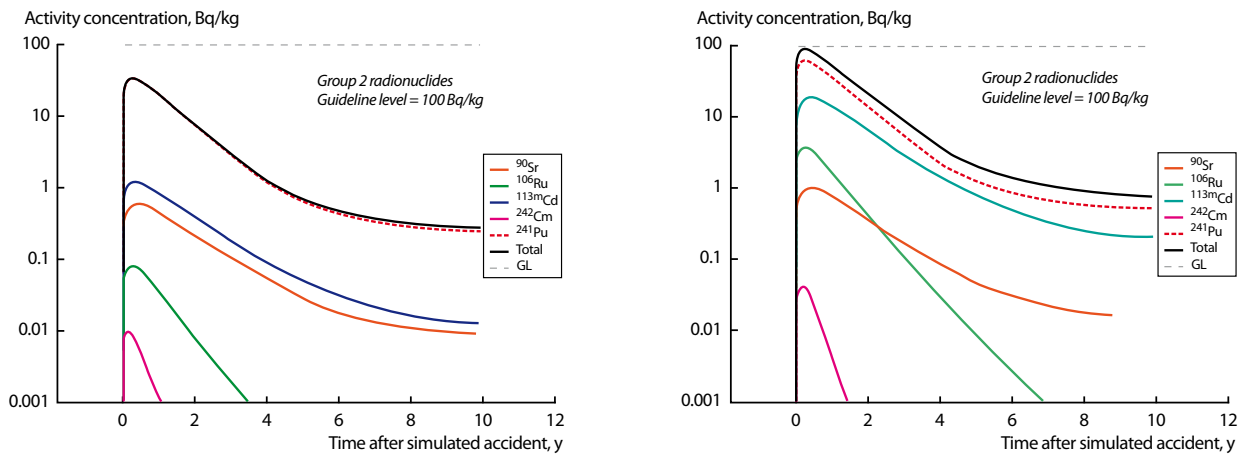 Activity concentration, Bq/kg
100
10
1
0.1
0.01
0.001
Group 2 radionuclides
Guideline level = 100 Bq/kg
⁹⁰Sr
¹⁰⁶Ru
¹¹³ᵐCd
²⁴²Cm
²⁴¹Pu
Total
GL
0 2 4 6 8 10 12
Time after simulated accident, y
Activity concentration, Bq/kg
100
10
1
0.1
0.01
0.001
Group 2 radionuclides
Guideline level = 100 Bq/kg
⁹⁰Sr
¹⁰⁶Ru
¹¹³ᵐCd
²⁴²Cm
²⁴¹Pu
Total
GL
0 2 4 6 8 10 12
Time after simulated accident, y